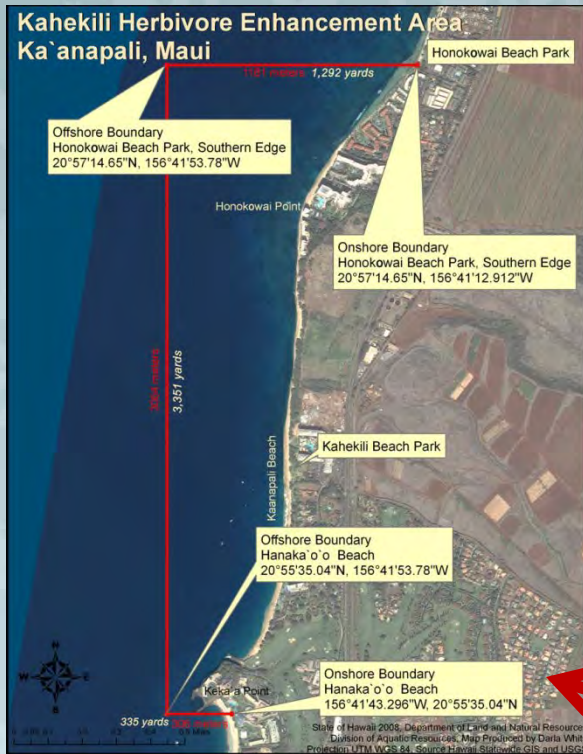 Kahekili Herbivore Enhancement Area
Ka`anapali, Maui
Honokowai Beach Park
1,292 yards
Offshore Boundary
Honokowai Beach Park, Southern Edge
20°57'14.65"N, 156°41'53.78"W
Honokowai Point
Onshore Boundary
Honokowai Beach Park, Southern Edge
20°57'14.65"N, 156°41'12.912"W
3,351 yards
Kaanapali Beach
Kahekili Beach Park
Offshore Boundary
Hanaka`o`o Beach
20°55'35.04"N, 156°41'53.78"W
Keka`a Point
Onshore Boundary
Hanaka`o`o Beach
156°41'43.296"W, 20°55'35.04"N
N
E
S
335 yards
State of Hawaii 2008, Department of Land and Natural
Division of Aquatic Resources, Map Produced by Darla
Projection UTM WGS 84, Source Hawaii Statewide GIS and